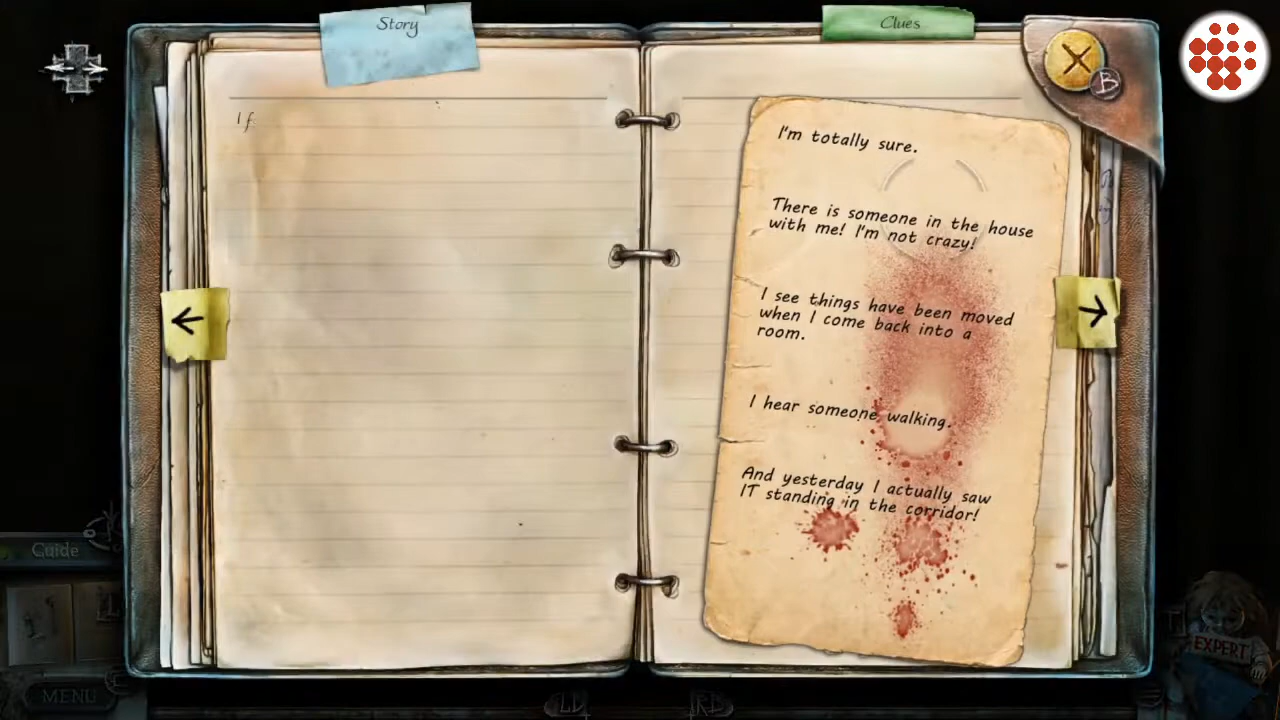 Story
Clues
B
I f
I'm totally sure.
There is someone in the house
with me! I'm not crazy!
I see things have been moved
when I come back into a
room.
I hear someone walking.
And yesterday I actually saw
IT standing in the corridor!
Guide
EXPERT
MENU
LB
RB